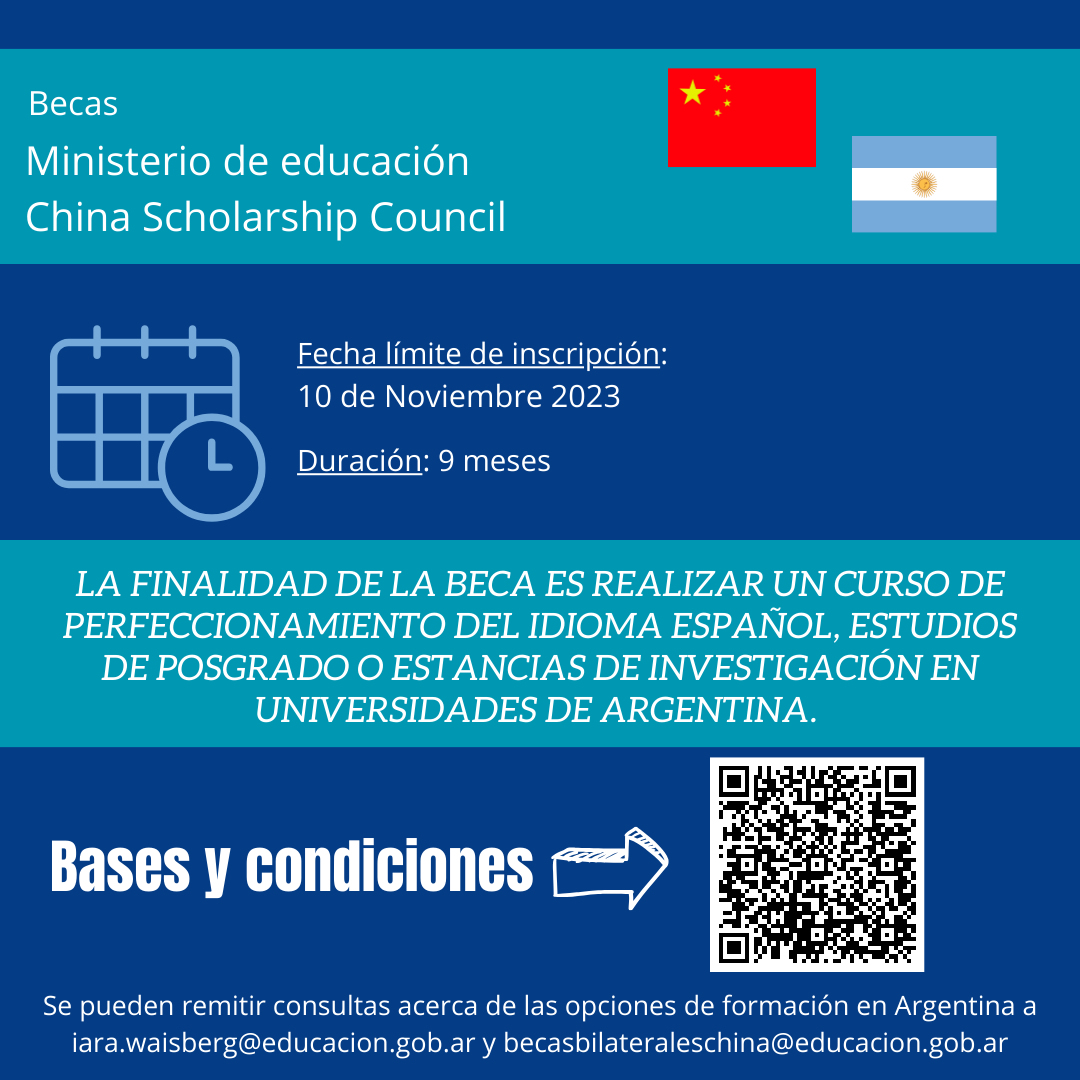 Becas
Ministerio de educación
China Scholarship Council
Fecha límite de inscripción:
10 de Noviembre 2023
Duración: 9 meses
LA FINALIDAD DE LA BECA ES REALIZAR UN CURSO DE
PERFECCIONAMIENTO DEL IDIOMA ESPAÑOL, ESTUDIOS
DE POSGRADO O ESTANCIAS DE INVESTIGACIÓN EN
UNIVERSIDADES DE ARGENTINA.
Bases y condiciones
Se pueden remitir consultas acerca de las opciones de formación en Argentina a
iara.waisberg@educacion.gob.ar y becasbilateraleschina@educacion.gob.ar